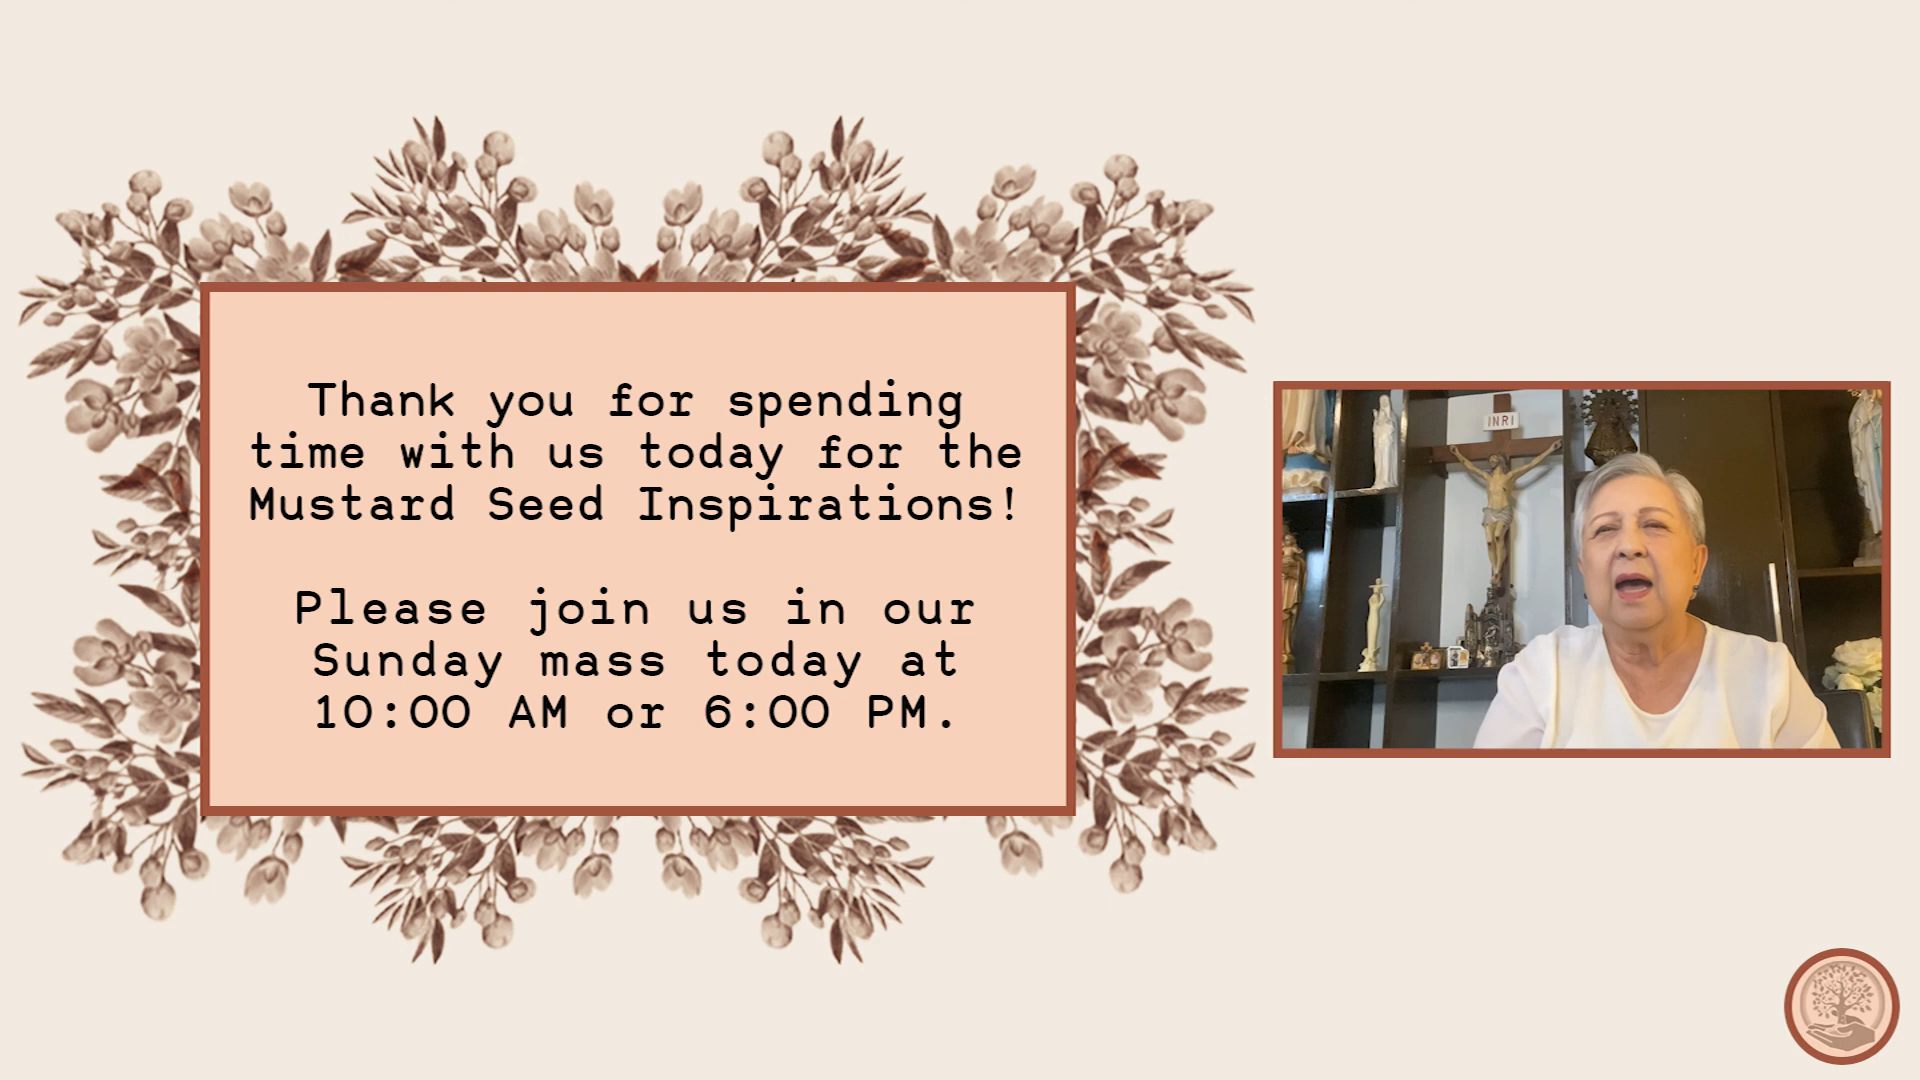 Thank you for spending
time with us today for the
Mustard Seed Inspirations!
Please join us in our
Sunday mass today at
10:00 AM or 6:00 PM.
INRI